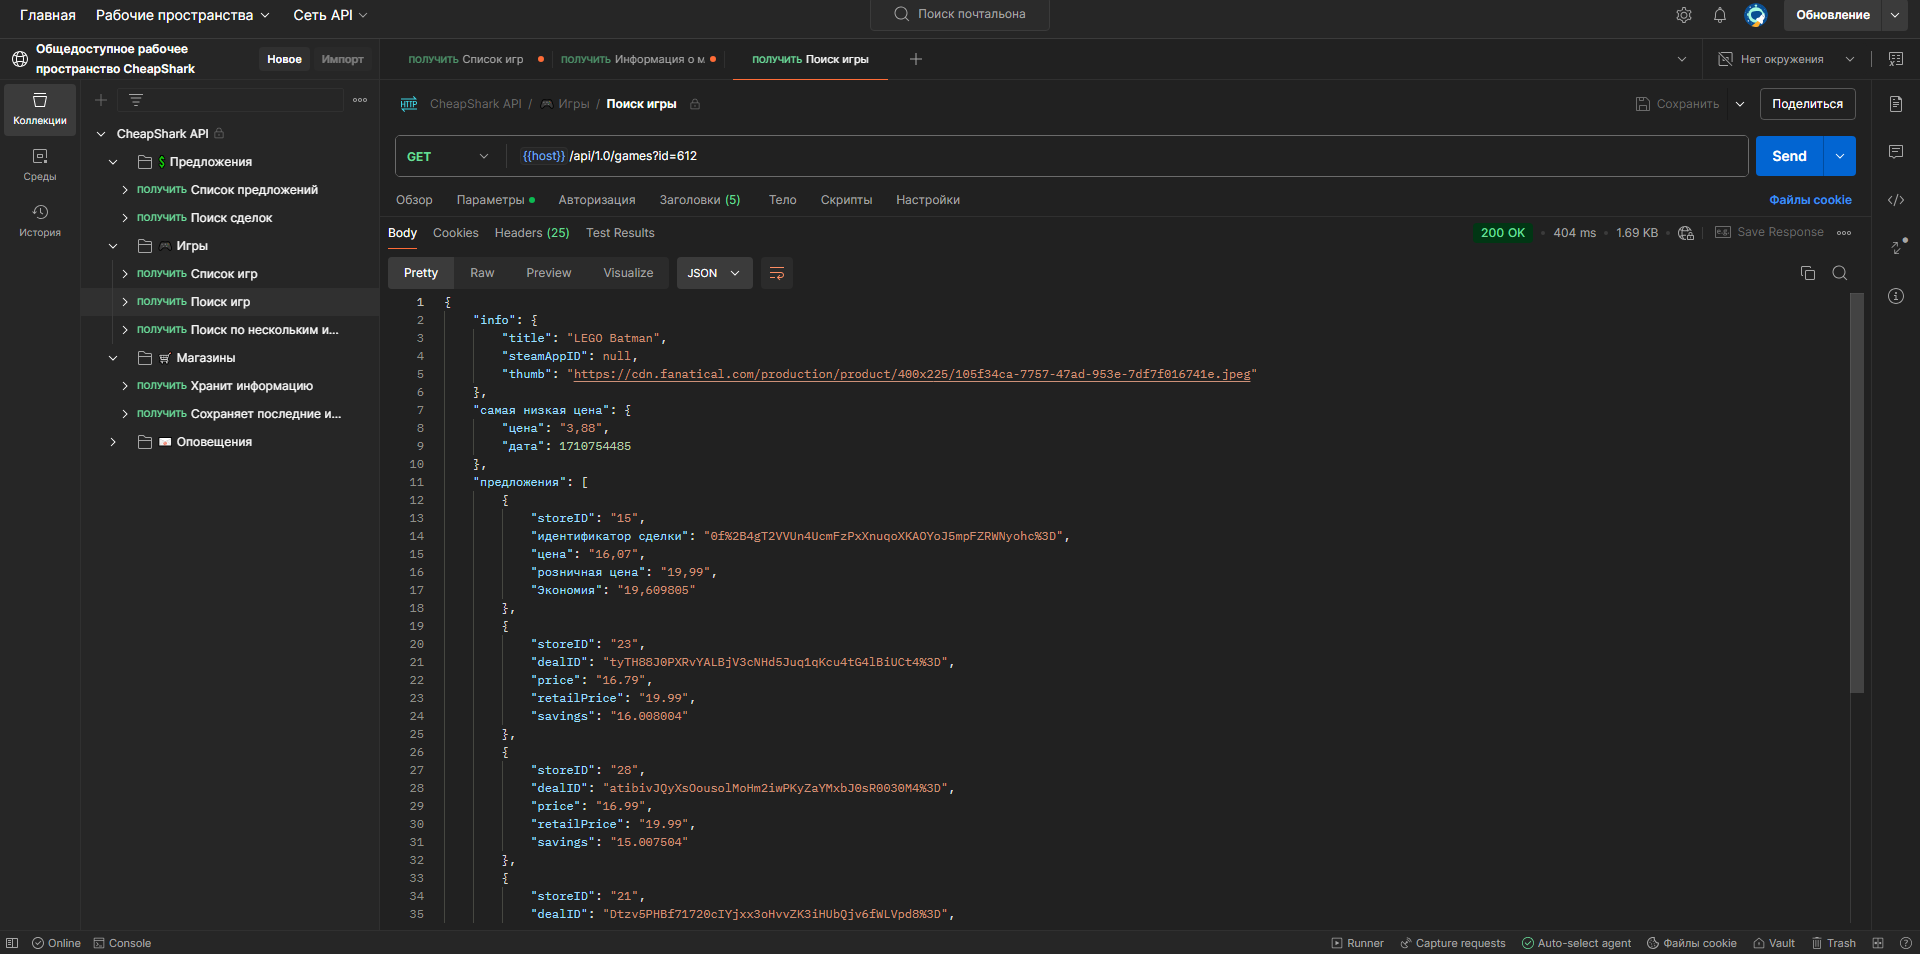 Главная Рабочие пространства Сеть API Поиск почтальона Обновление
Общедоступное рабочее пространство CheapShark Новое Импорт
ПОЛУЧИТЬ Список игр ПОЛУЧИТЬ Информация о м ПОЛУЧИТЬ Поиск игры Нет окружения
Коллекции
Среды
История
CheapShark API
Предложения
ПОЛУЧИТЬ Список предложений
ПОЛУЧИТЬ Поиск сделок
Игры
ПОЛУЧИТЬ Список игр
ПОЛУЧИТЬ Поиск игр
ПОЛУЧИТЬ Поиск по нескольким и...
Магазины
ПОЛУЧИТЬ Хранит информацию
ПОЛУЧИТЬ Сохраняет последние и...
Оповещения
HTTP CheapShark API / Игры / Поиск игры Сохранить Поделиться
GET {{host}} /api/1.0/games?id=612 Send
Обзор Параметры Авторизация Заголовки (5) Тело Скрипты Настройки Файлы cookie
Body Cookies Headers (25) Test Results 200 OK 404 ms 1.69 KB e.g. Save Response
Pretty Raw Preview Visualize JSON
1 {
2 "info": {
3 "title": "LEGO Batman",
4 "steamAppID": null,
5 "thumb": "https://cdn.fanatical.com/production/product/400x225/105f34ca-7757-47ad-953e-7df7f016741e.jpeg"
6 },
7 "самая низкая цена": {
8 "цена": "3,88",
9 "дата": 1710754485
10 },
11 "предложения": [
12 {
13 "storeID": "15",
14 "идентификатор сделки": "0f%2B4gT2VVUn4UcmFzPxXnuqoXKAOYoJ5mpFZRWNyohc%3D",
15 "цена": "16,07",
16 "розничная цена": "19,99",
17 "Экономия": "19,609805"
18 },
19 {
20 "storeID": "23",
21 "dealID": "tyTH88J0PXRvYALBjV3cNHd5Juq1qKcu4tG4lBiUCt4%3D",
22 "price": "16.79",
23 "retailPrice": "19.99",
24 "savings": "16.008004"
25 },
26 {
27 "storeID": "28",
28 "dealID": "atibivJQyXsOousolMoHm2iwPKyZaYMxbJ0sR0030M4%3D",
29 "price": "16.99",
30 "retailPrice": "19.99",
31 "savings": "15.007504"
32 },
33 {
34 "storeID": "21",
35 "dealID": "Dtzv5PHBf71720cIYjxx3oHvvZK3iHUbQjv6fWLVpd8%3D",
Online Console Runner Capture requests Auto-select agent Файлы cookie Vault Trash